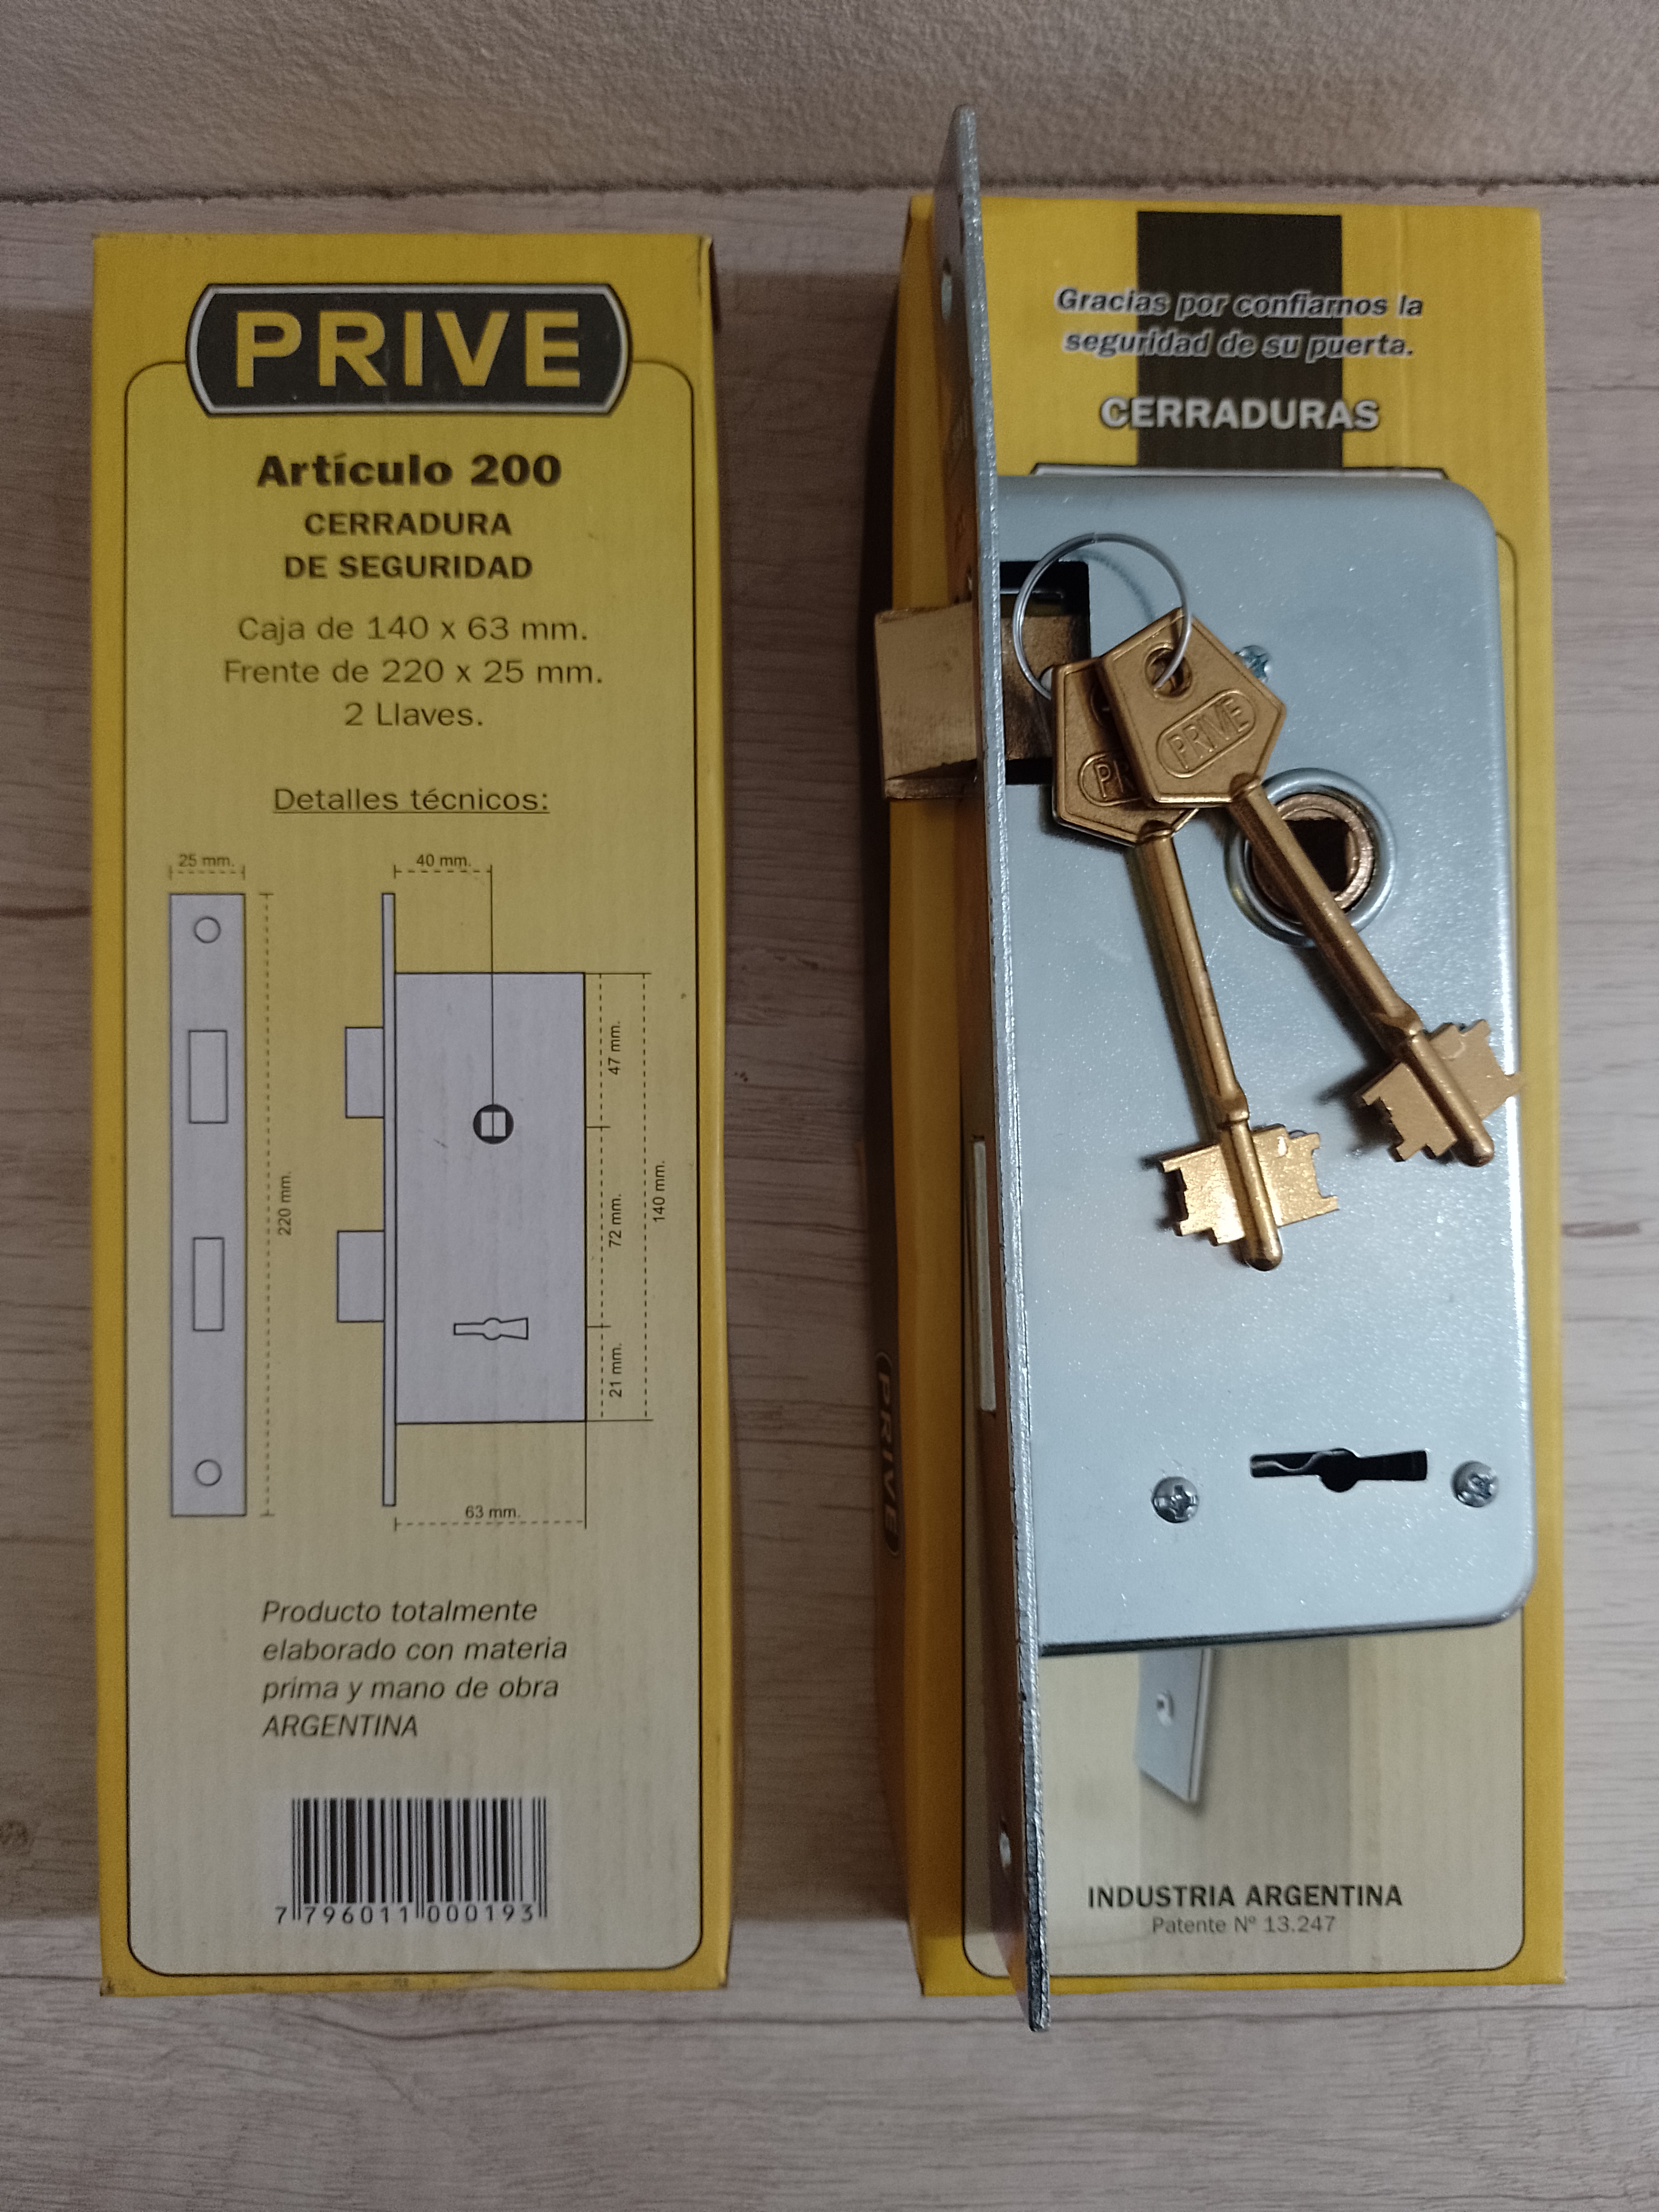 PRIVE
Artículo 200
CERRADURA
DE SEGURIDAD
Caja de 140 x 63 mm.
Frente de 220 x 25 mm.
2 Llaves.
Detalles técnicos:
25 mm.
40 mm.
220 mm.
47 mm.
72 mm.
140 mm.
21 mm.
63 mm.
Producto totalmente
elaborado con materia
prima y mano de obra
ARGENTINA
7 796011 000193
Gracias por confiarnos la
seguridad de su puerta.
CERRADURAS
PRIVE
PR
PRIVE
INDUSTRIA ARGENTINA
Patente Nº 13.247